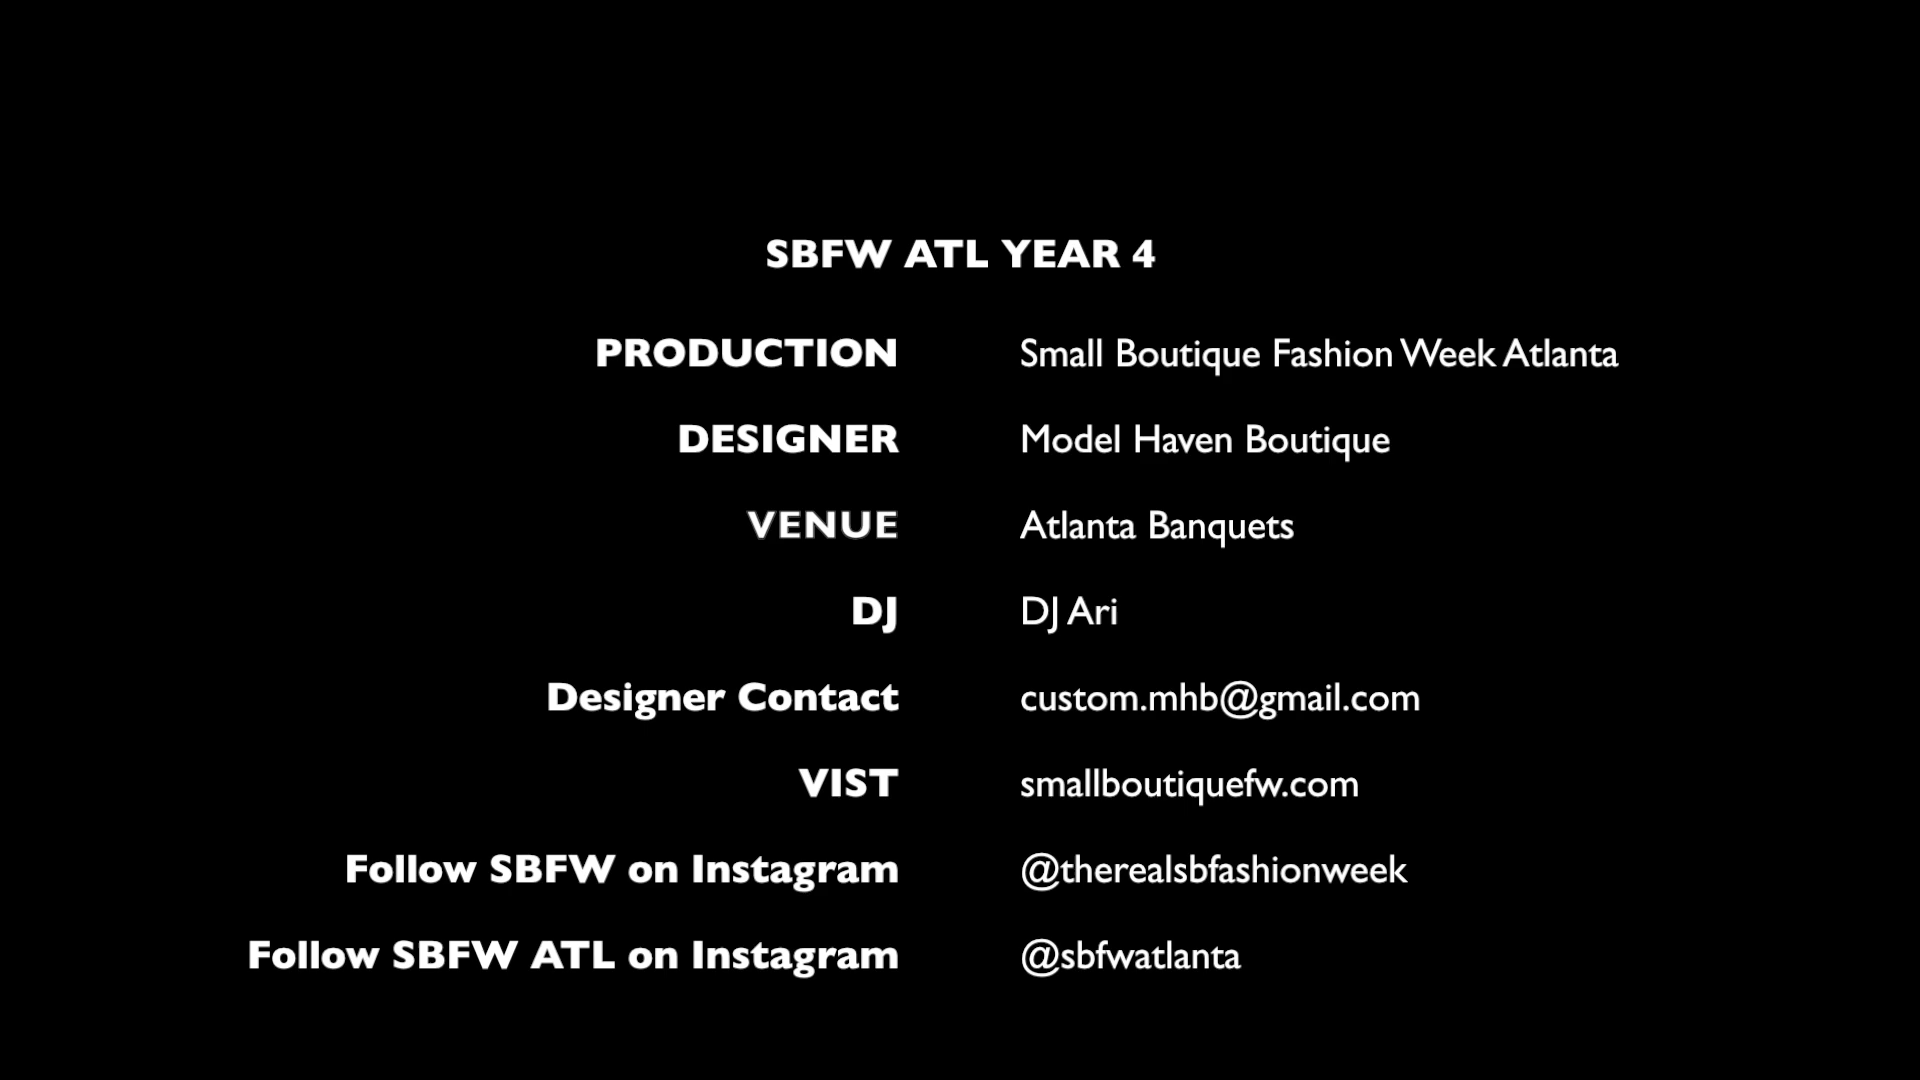 SBFW ATL YEAR 4
PRODUCTION Small Boutique Fashion Week Atlanta
DESIGNER Model Haven Boutique
VENUE Atlanta Banquets
DJ DJ Ari
Designer Contact custom.mhb@gmail.com
VIST smallboutiquefw.com
Follow SBFW on Instagram @therealsbfashionweek
Follow SBFW ATL on Instagram @sbfwatlanta